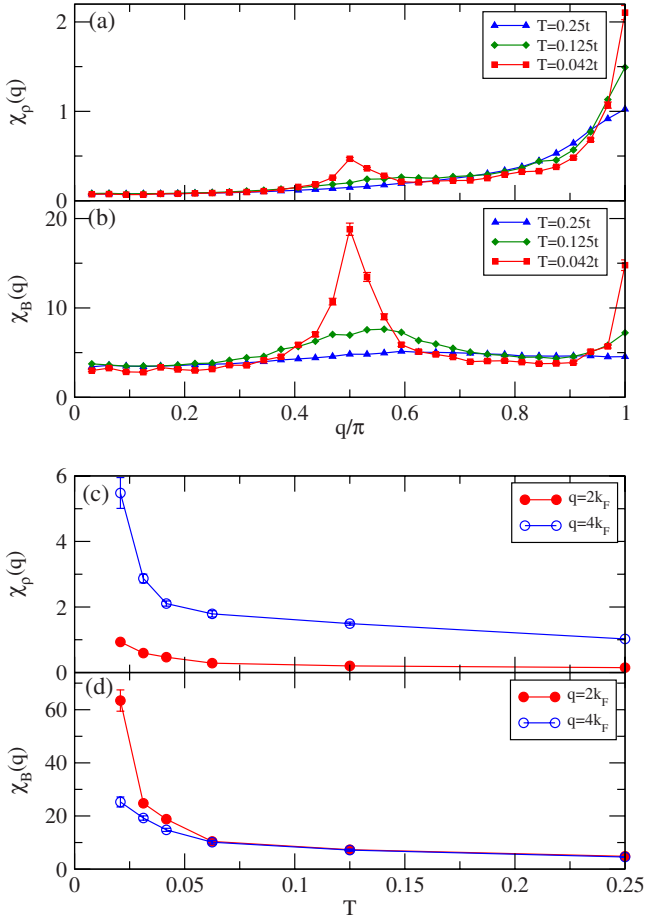 (a)
T=0.25t
T=0.125t
T=0.042t
χρ(q)
2
1
0
(b)
T=0.25t
T=0.125t
T=0.042t
χB(q)
20
10
0
0 0.2 0.4 0.6 0.8 1
q/π
(c)
q=2kF
q=4kF
χρ(q)
6
4
2
0
(d)
q=2kF
q=4kF
χB(q)
60
40
20
0
0 0.05 0.1 0.15 0.2 0.25
T